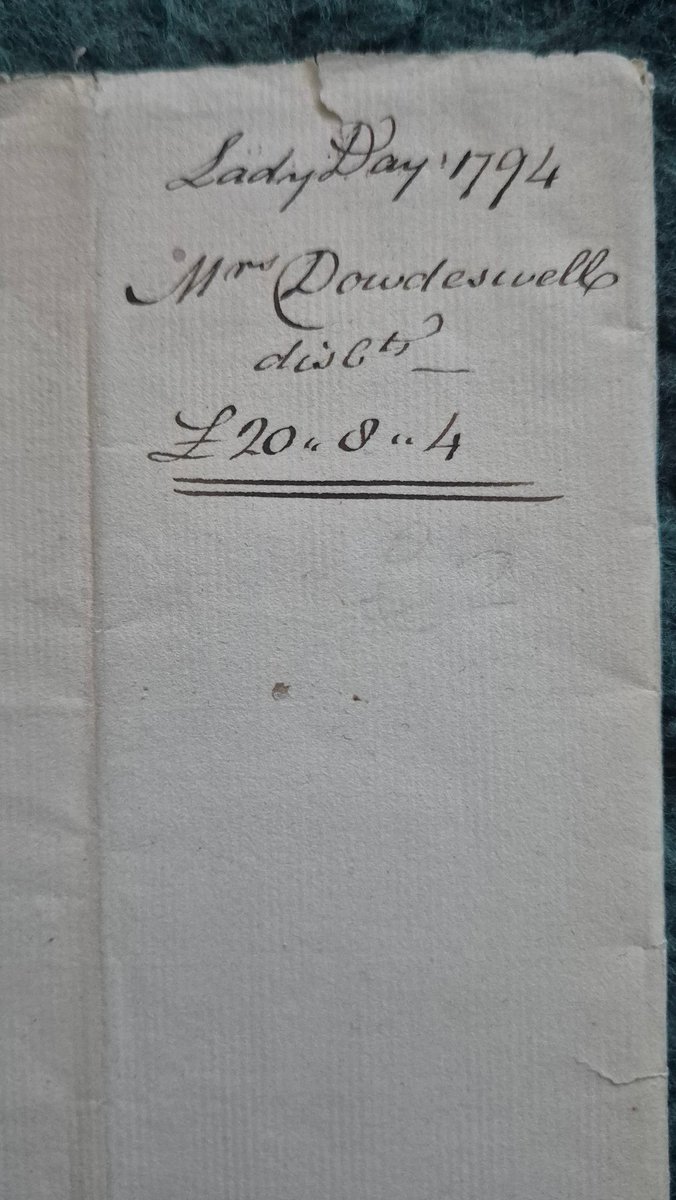 Lady Day 1794
Mrs Dowdeswell
disbts
£20 " 8 " 4